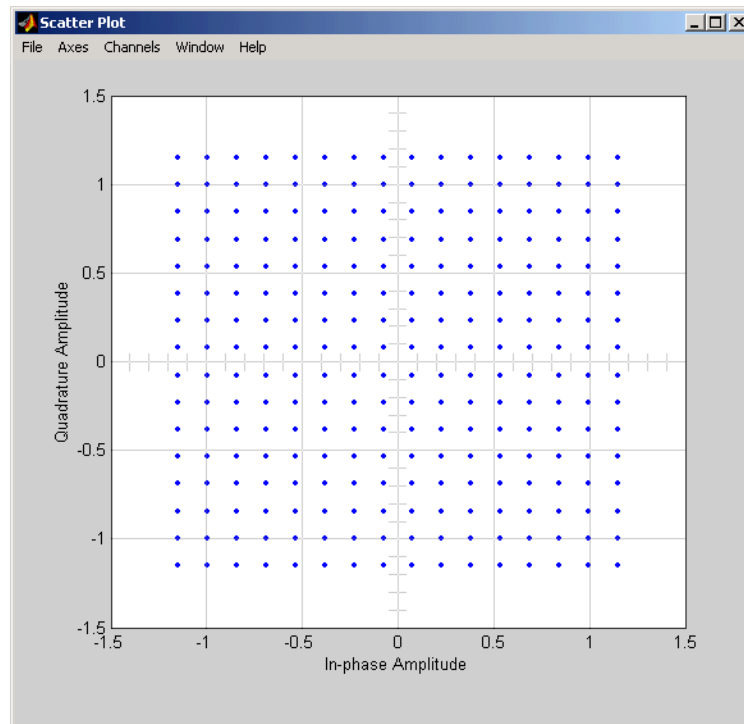 Scatter Plot
File Axes Channels Window Help
1.5
1
0.5
0
-0.5
-1
-1.5
Quadrature Amplitude
-1.5 -1 -0.5 0 0.5 1 1.5
In-phase Amplitude